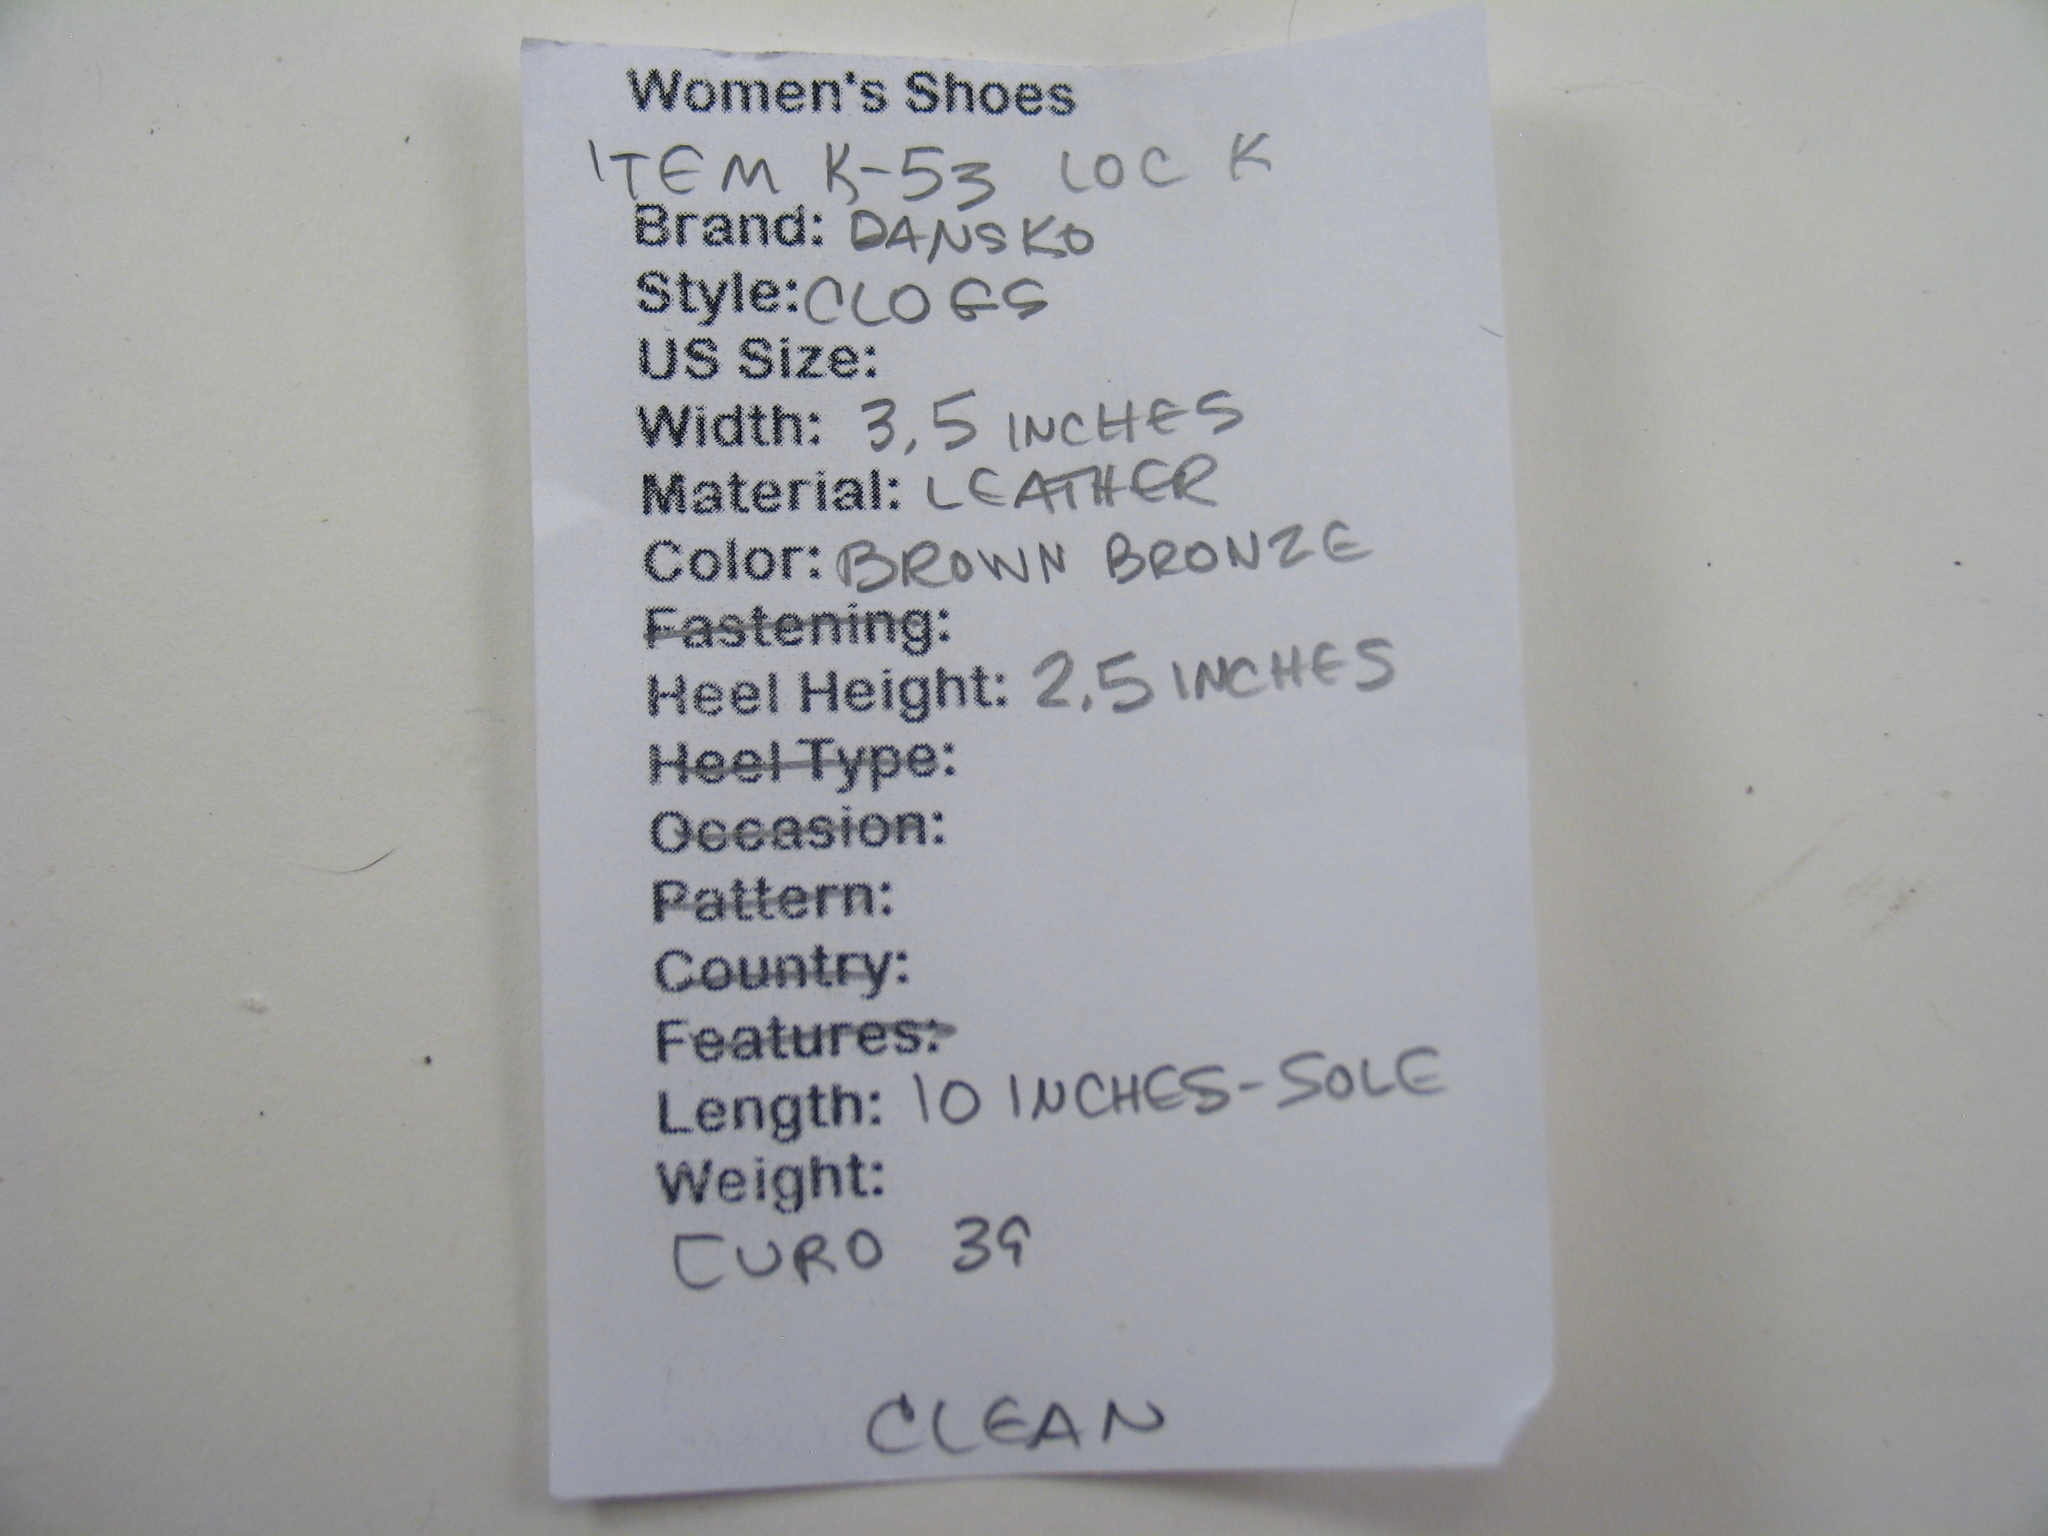 Women's Shoes
ITEM K-53 LOC K
Brand: DANSKO
Style: CLOGS
US Size:
Width: 3.5 INCHES
Material: LEATHER
Color: BROWN BRONZE
Fastening:
Heel Height: 2.5 INCHES
Heel Type:
Occasion:
Pattern:
Country:
Features:
Length: 10 INCHES-SOLE
Weight:
EURO 39
CLEAN